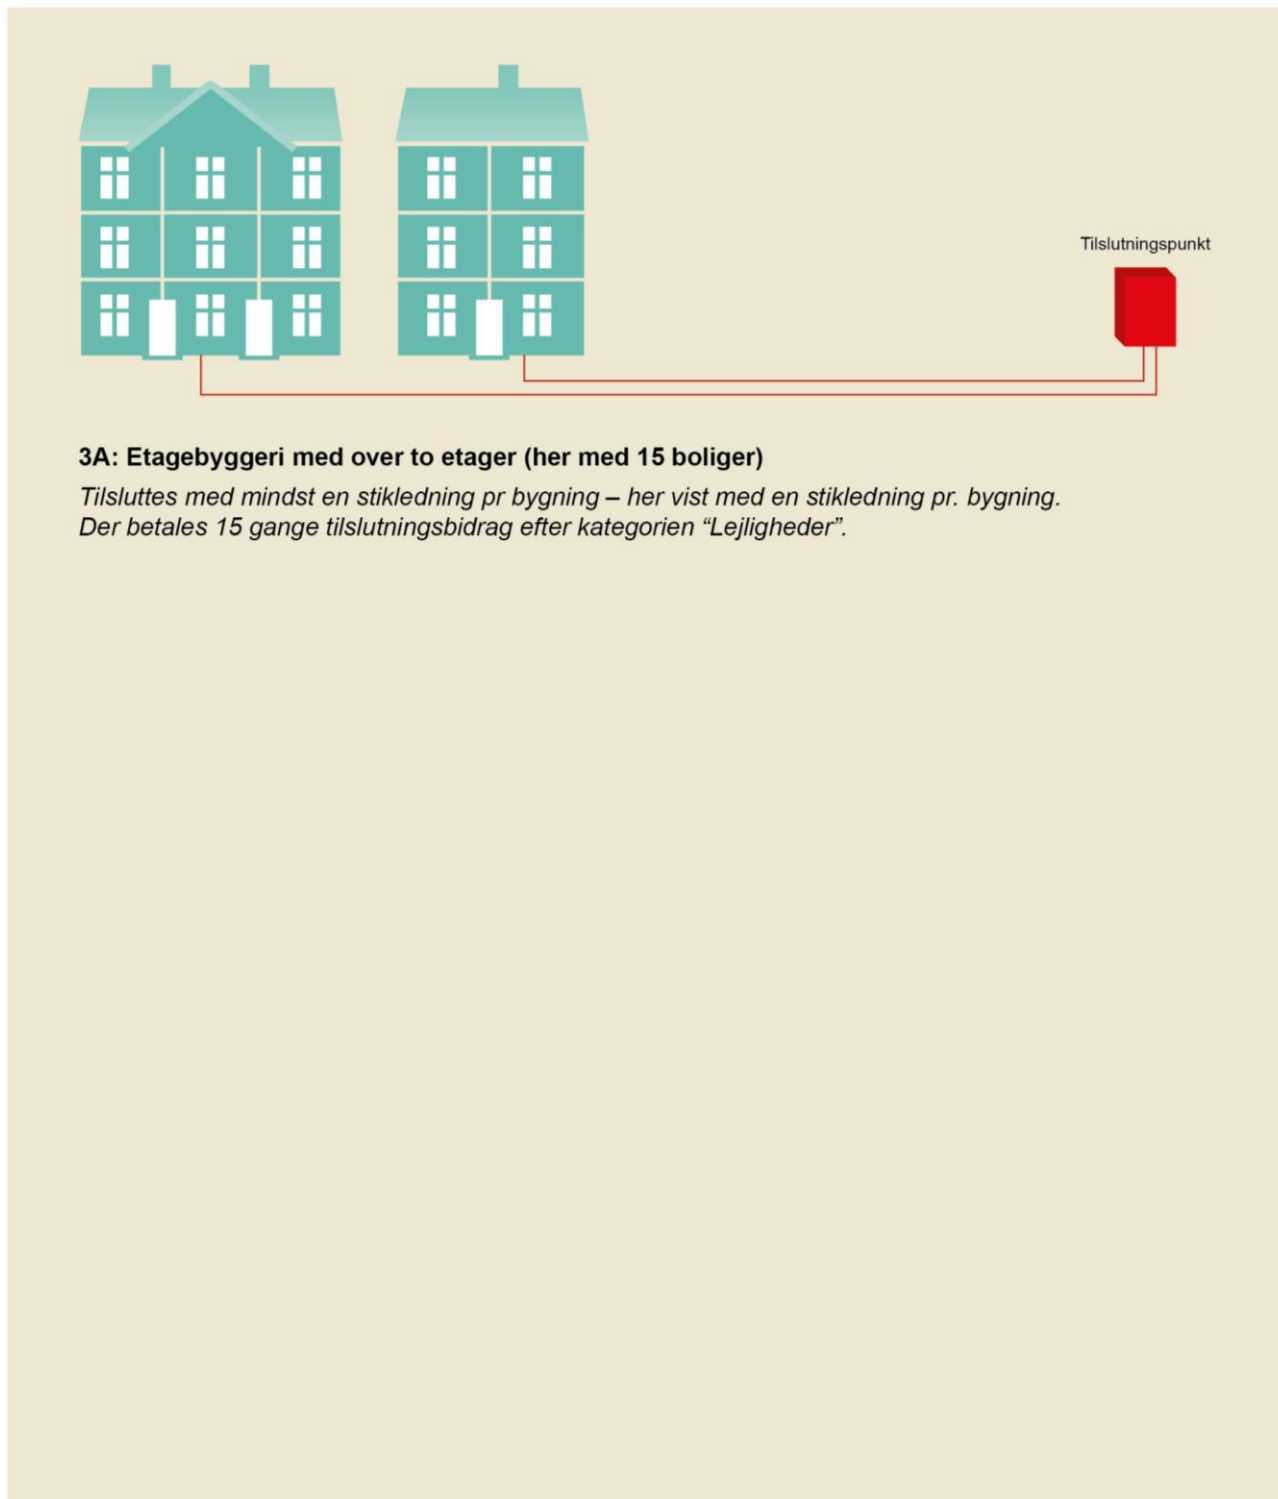 Tilslutningspunkt
3A: Etagebyggeri med over to etager (her med 15 boliger)
Tilsluttes med mindst en stikledning pr bygning – her vist med en stikledning pr. bygning.
Der betales 15 gange tilslutningsbidrag efter kategorien “Lejligheder”.